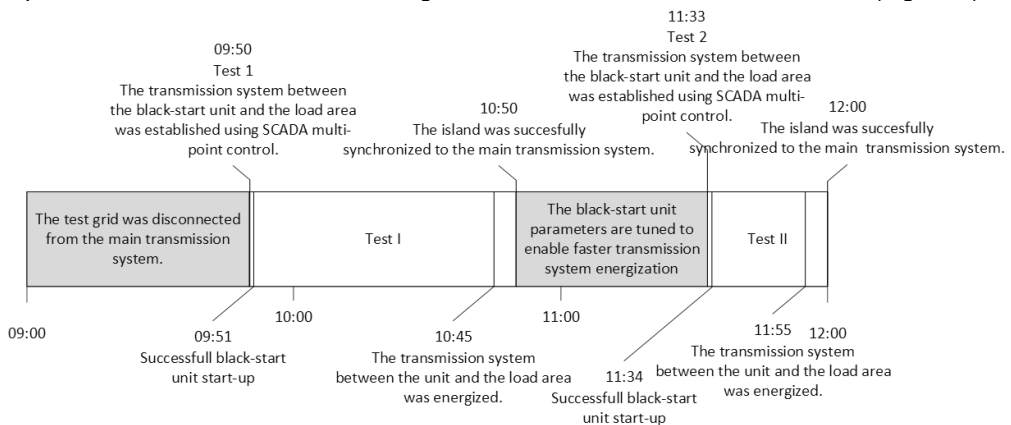 11:33
Test 2
The transmission system between
the black-start unit and the load area
was established using SCADA multi-
point control.
09:50
Test 1
The transmission system between
the black-start unit and the load area
was established using SCADA multi-
point control.
10:50
The island was succesfully
synchronized to the main transmission system.
12:00
The island was succesfully
synchronized to the main transmission system.
The test grid was disconnected
from the main transmission
system.
Test I
The black-start unit
parameters are tuned to
enable faster transmission
system energization
Test II
09:00
10:00
11:00
12:00
09:51
Successfull black-start
unit start-up
10:45
The transmission system
between the unit and the load area
was energized.
11:34
Successfull black-start
unit start-up
11:55
The transmission system
between the unit and the load area
was energized.